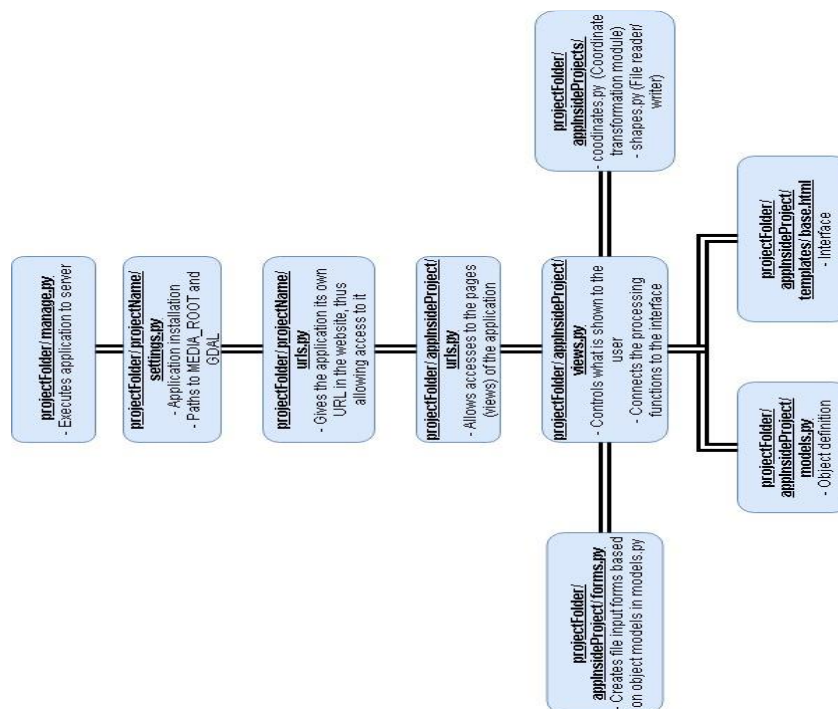 projectFolder/ manage.py
- Executes application to server
projectFolder/ projectName/
settings.py
- Application installation
- Paths to MEDIA_ROOT and
GDAL
projectFolder/ projectName/
urls.py
- Gives the application its own
URL in the website, thus
allowing access to it
projectFolder/ appInsideProject/
urls.py
- Allows accesses to the pages
(views) of the application
projectFolder/ appInsideProject/
views.py
- Controls what is shown to the
user
- Connects the processing
functions to the interface
projectFolder/
appInsideProjects/
- coodinates.py (Coordinate
transformation module)
- shapes.py (File reader/
writer)
projectFolder/
appInsideProject/ forms.py
- Creates file input forms based
on object models in models.py
projectFolder/
appInsideProject/
models.py
- Object definition
projectFolder/
appInsideProject/
templates/ base.html
- Interface